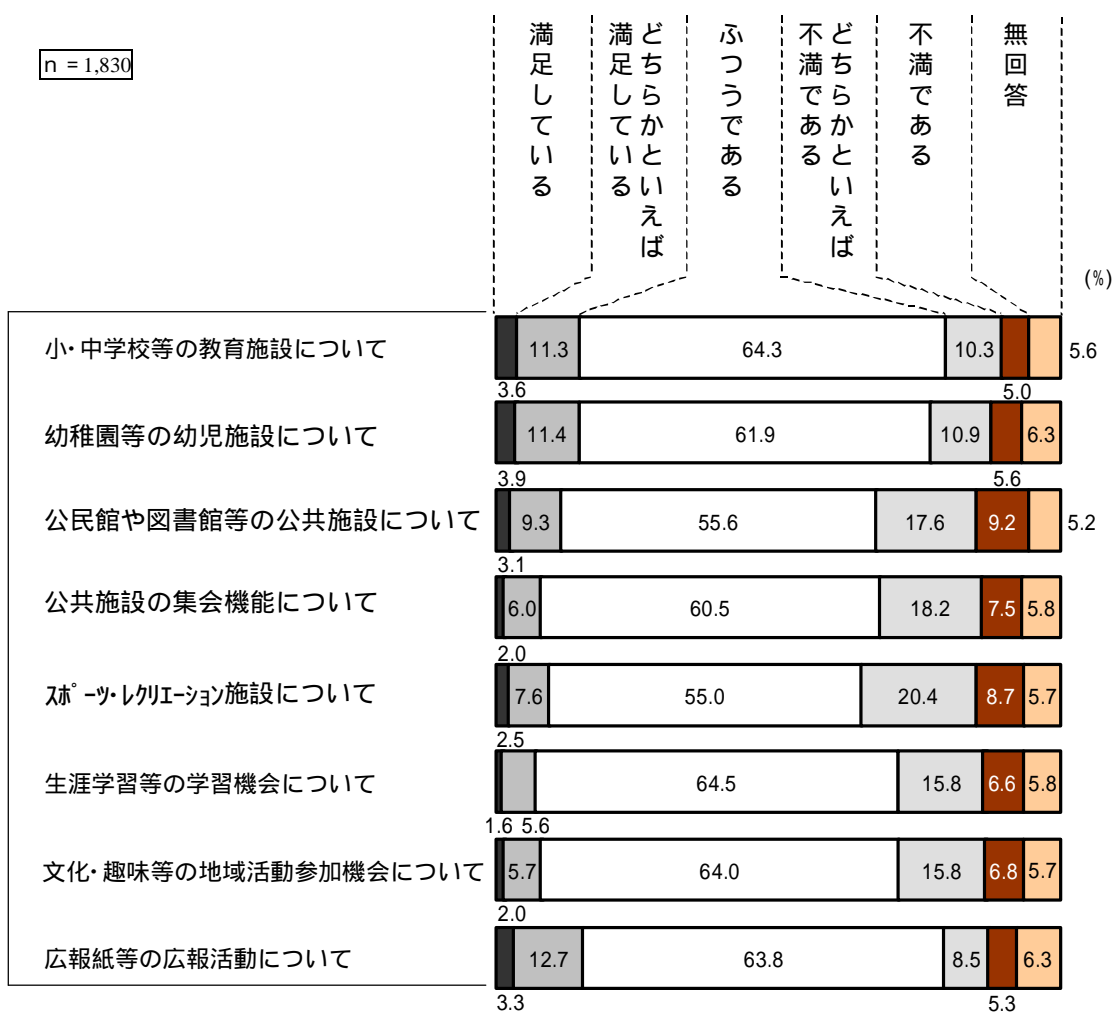 n = 1,830
満足している
どちらかといえば
満足している
ふつうである
どちらかといえば
不満である
不満である
無回答
(%)
小・中学校等の教育施設について
11.3 64.3 10.3 5.6
3.6 5.0
幼稚園等の幼児施設について
11.4 61.9 10.9 6.3
3.9 5.6
公民館や図書館等の公共施設について
9.3 55.6 17.6 9.2 5.2
3.1
公共施設の集会機能について
6.0 60.5 18.2 7.5 5.8
2.0
ｽﾎﾟｰﾂ・ﾚｸﾘｴｰｼｮﾝ施設について
7.6 55.0 20.4 8.7 5.7
2.5
生涯学習等の学習機会について
64.5 15.8 6.6 5.8
1.6 5.6
文化・趣味等の地域活動参加機会について
5.7 64.0 15.8 6.8 5.7
2.0
広報紙等の広報活動について
12.7 63.8 8.5 6.3
3.3 5.3